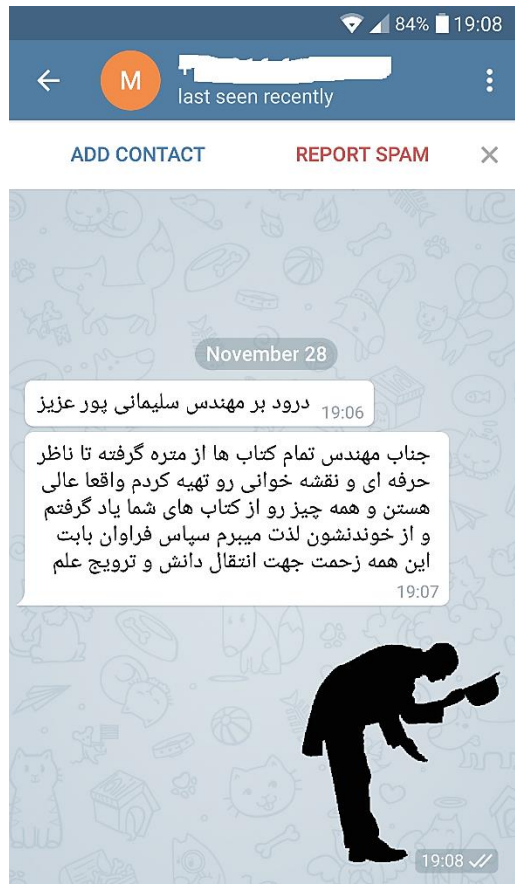 84% 19:08
M
last seen recently
ADD CONTACT REPORT SPAM
November 28
درود بر مهندس سلیمانی پور عزیز
19:06
جناب مهندس تمام کتاب ها از متره گرفته تا ناظر
حرفه ای و نقشه خوانی رو تهیه کردم واقعا عالی
هستن و همه چیز رو از کتاب های شما یاد گرفتم
و از خوندنشون لذت میبرم سپاس فراوان بابت
این همه زحمت جهت انتقال دانش و ترویج علم
19:07
19:08